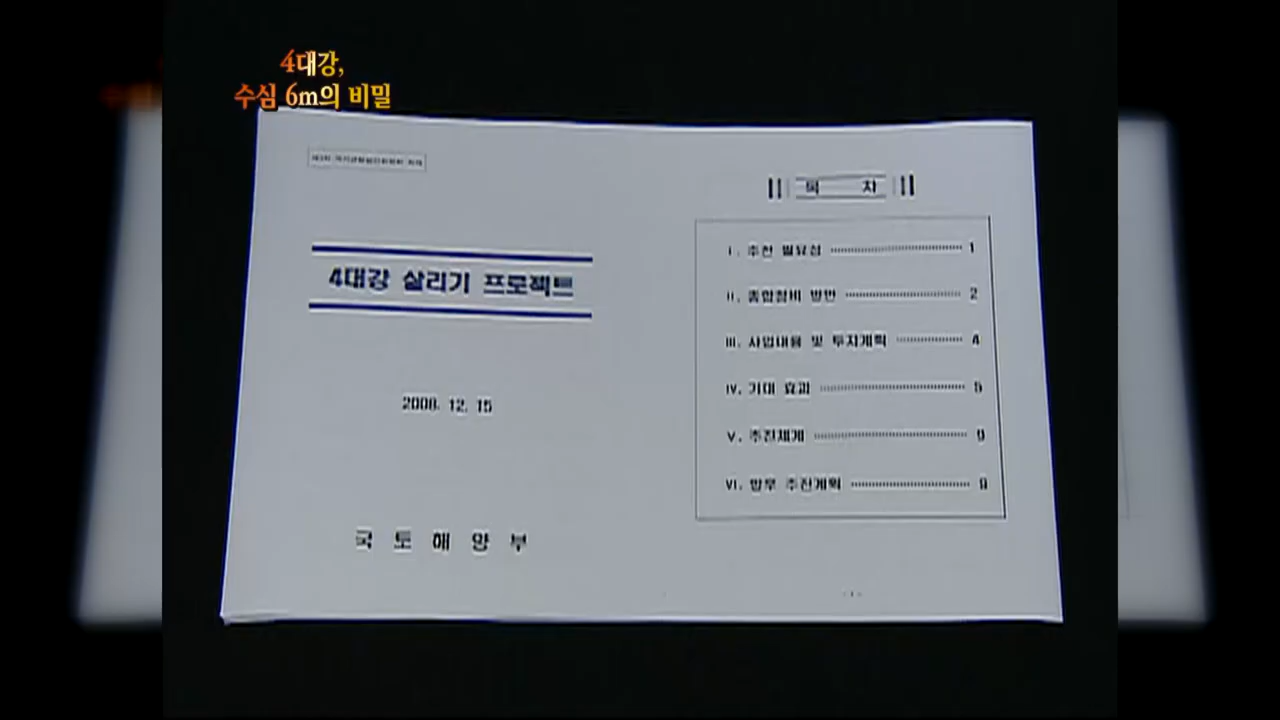 4대강,
수심 6m의 비밀
4대강 살리기 프로젝트
2008. 12. 15
국 토 해 양 부
목 차
I. 추진 필요성 1
II. 종합정비 방안 2
III. 사업내용 및 투자계획 4
IV. 기대 효과
V. 추진체계
VI. 향후 추진계획